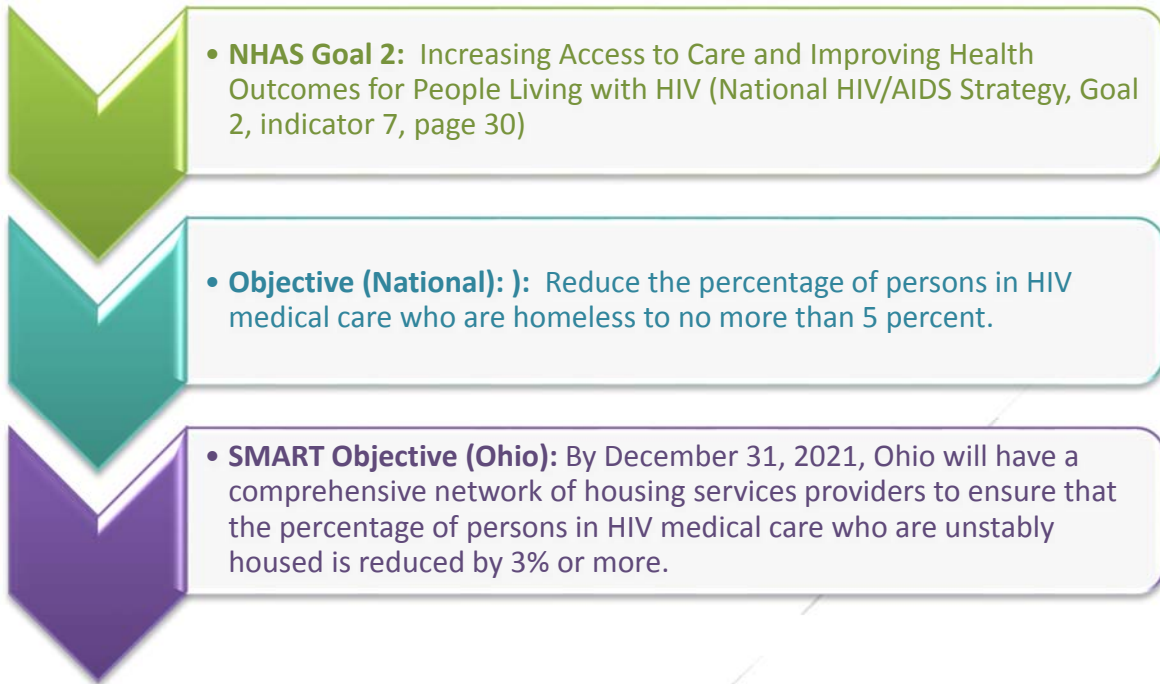 • NHAS Goal 2: Increasing Access to Care and Improving Health
Outcomes for People Living with HIV (National HIV/AIDS Strategy, Goal
2, indicator 7, page 30)
• Objective (National): ): Reduce the percentage of persons in HIV
medical care who are homeless to no more than 5 percent.
• SMART Objective (Ohio): By December 31, 2021, Ohio will have a
comprehensive network of housing services providers to ensure that
the percentage of persons in HIV medical care who are unstably
housed is reduced by 3% or more.